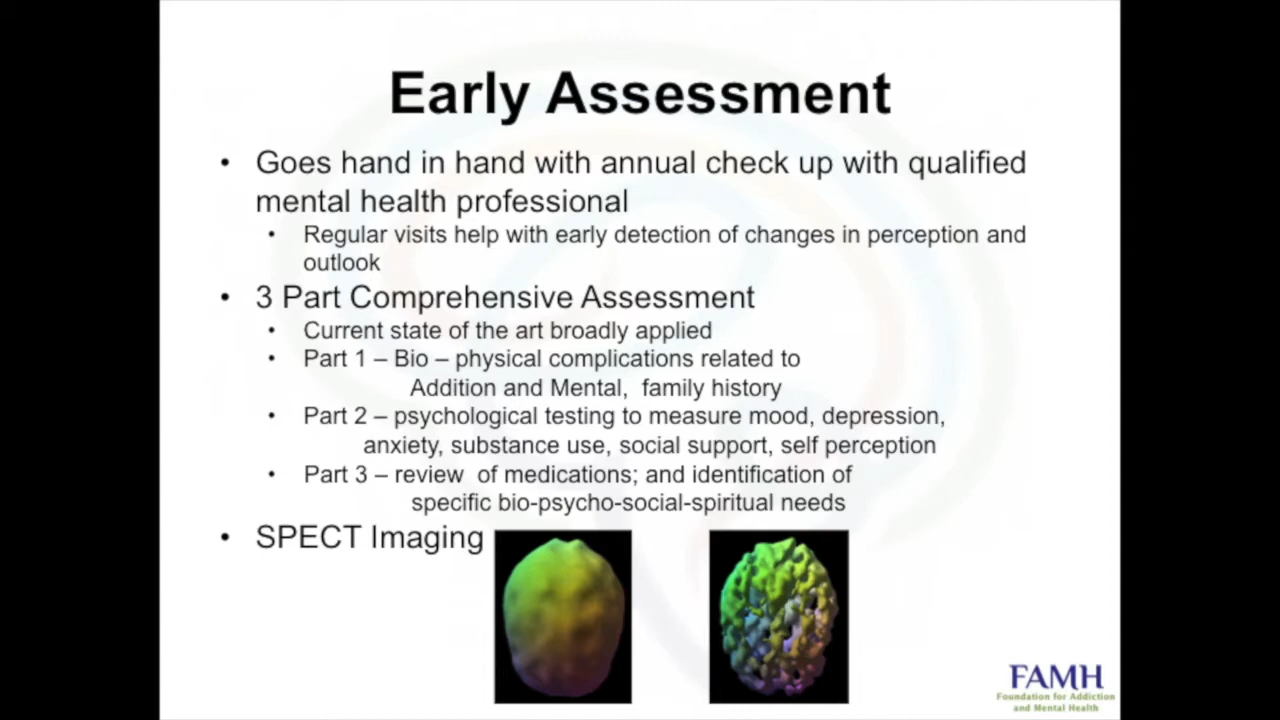 Early Assessment
• Goes hand in hand with annual check up with qualified
mental health professional
• Regular visits help with early detection of changes in perception and
outlook
• 3 Part Comprehensive Assessment
• Current state of the art broadly applied
• Part 1 – Bio – physical complications related to
Addition and Mental, family history
• Part 2 – psychological testing to measure mood, depression,
anxiety, substance use, social support, self perception
• Part 3 – review of medications; and identification of
specific bio-psycho-social-spiritual needs
• SPECT Imaging
FAMH
Foundation for Addiction
and Mental Health